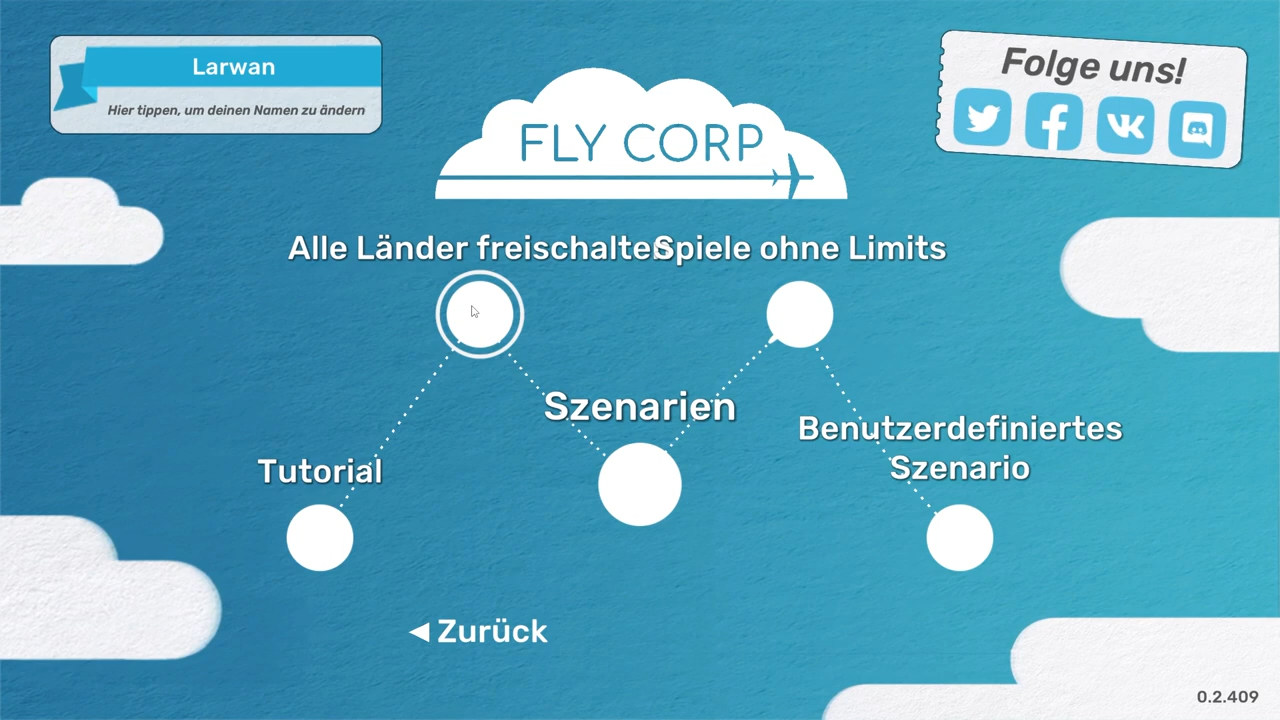 Larwan
Hier tippen, um deinen Namen zu ändern
Folge uns!
FLY CORP
Alle Länder freischalten
Spiele ohne Limits
Szenarien
Benutzerdefiniertes
Szenario
Tutorial
◄ Zurück
0.2.409